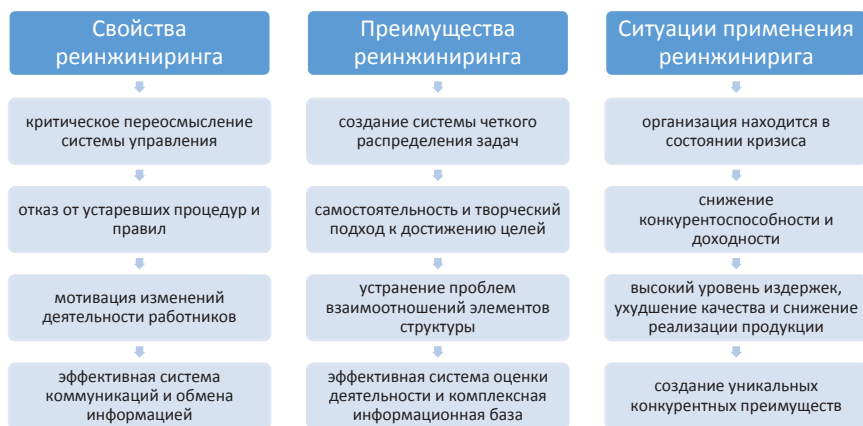 Свойства
реинжиниринга
критическое переосмысление
системы управления
отказ от устаревших процедур и
правил
мотивация изменений
деятельности работников
эффективная система
коммуникаций и обмена
информацией
Преимущества
реинжиниринга
создание системы четкого
распределения задач
самостоятельность и творческий
подход к достижению целей
устранение проблем
взаимоотношений элементов
структуры
эффективная система оценки
деятельности и комплексная
информационная база
Ситуации применения
реинжинирига
организация находится в
состоянии кризиса
снижение
конкурентоспособности и
доходности
высокий уровень издержек,
ухудшение качества и снижение
реализации продукции
создание уникальных
конкурентных преимуществ